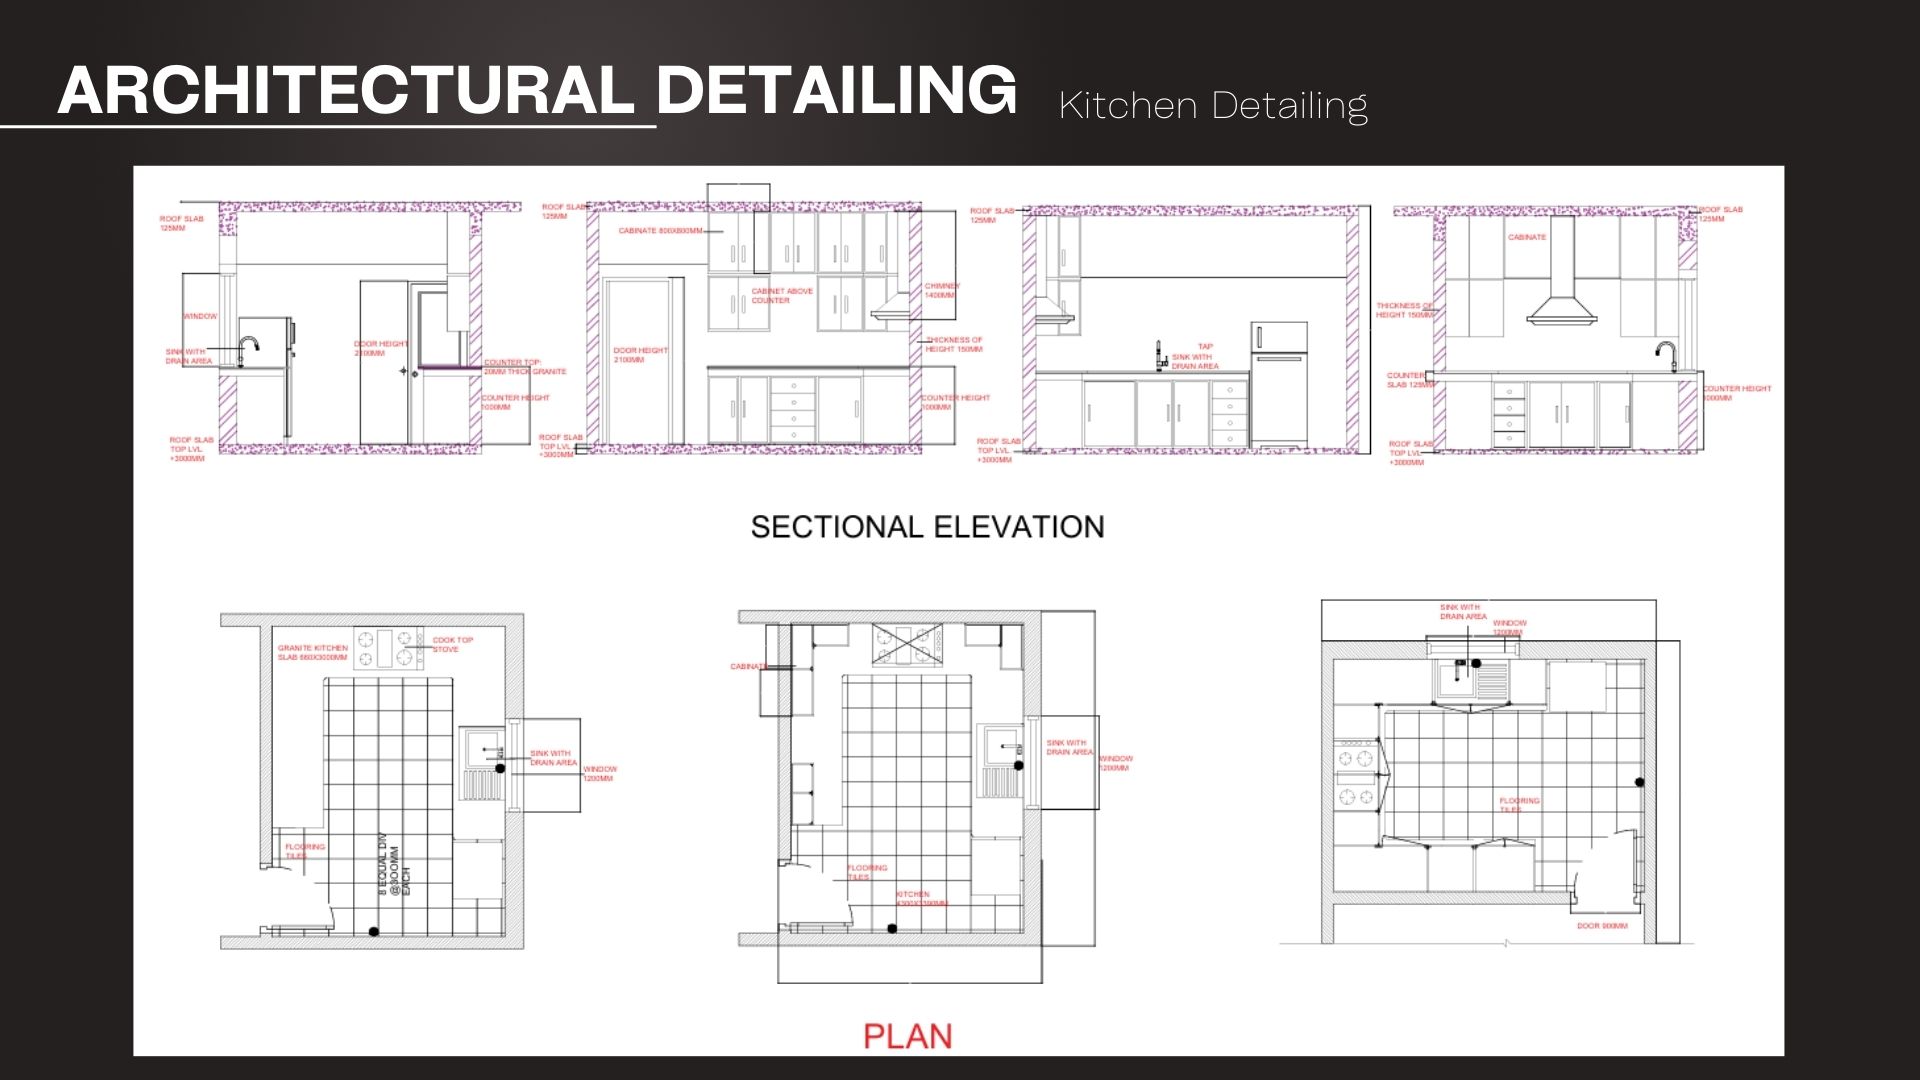 ARCHITECTURAL DETAILING
Kitchen Detailing
ROOF SLAB
125MM
WINDOW
SINK WITH
DRAIN AREA
DOOR HEIGHT
2100MM
COUNTER TOP:
20MM THICK GRANITE
COUNTER HEIGHT
1000MM
ROOF SLAB
TOP LVL
+3000MM
ROOF SLAB
125MM
CABINATE 800X800MM
CABINET ABOVE
COUNTER
CHIMNEY
1400MM
THICKNESS OF
HEIGHT 150MM
DOOR HEIGHT
2100MM
COUNTER HEIGHT
1000MM
ROOF SLAB
TOP LVL
+3000MM
ROOF SLAB
125MM
TAP
SINK WITH
DRAIN AREA
ROOF SLAB
TOP LVL
+3000MM
ROOF SLAB
125MM
CABINATE
THICKNESS OF
HEIGHT 150MM
COUNTER
SLAB 125MM
COUNTER HEIGHT
1000MM
ROOF SLAB
TOP LVL
+3000MM
SECTIONAL ELEVATION
GRANITE KITCHEN
SLAB 660X3000MM
COOK TOP
STOVE
SINK WITH
DRAIN AREA
WINDOW
1200MM
FLOORING
TILES
8 EQUAL DIV
@300MM
EACH
CABINATE
SINK WITH
DRAIN AREA
WINDOW
1200MM
FLOORING
TILES
KITCHEN
SINK WITH
DRAIN AREA
WINDOW
1200MM
FLOORING
TILES
DOOR 900MM
PLAN